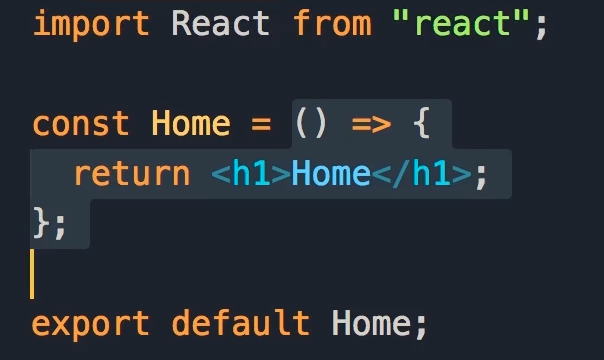 import React from "react";
const Home = () => {
  return <h1>Home</h1>;
};
export default Home;